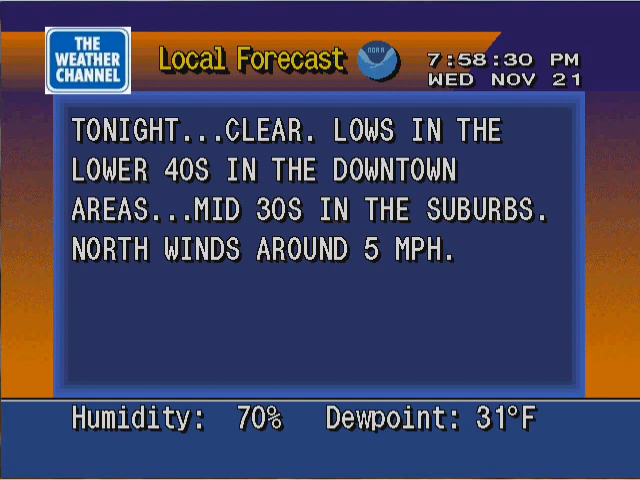 THE
WEATHER
CHANNEL
Local Forecast
NOAA
7:58:30 PM
WED NOV 21
TONIGHT...CLEAR. LOWS IN THE
LOWER 40S IN THE DOWNTOWN
AREAS...MID 30S IN THE SUBURBS.
NORTH WINDS AROUND 5 MPH.
Humidity: 70% Dewpoint: 31°F